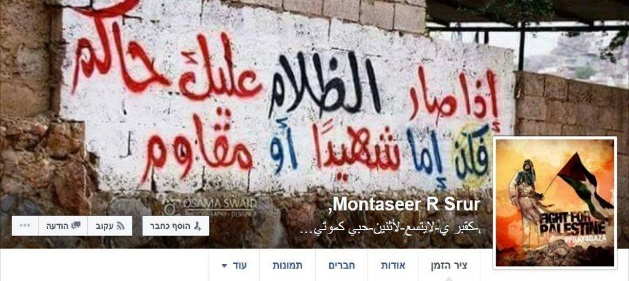 إذا صار الظلام عليك حاكم
فكن إما شهيدًا أو مقاوم
OSAMA SWAID
FIGHT FOR
PALESTINE
Montaseer R Srur,
הוסף כחבר
עקוב
הודעה
ציר הזמן
אודות
חברים
תמונות
עוד